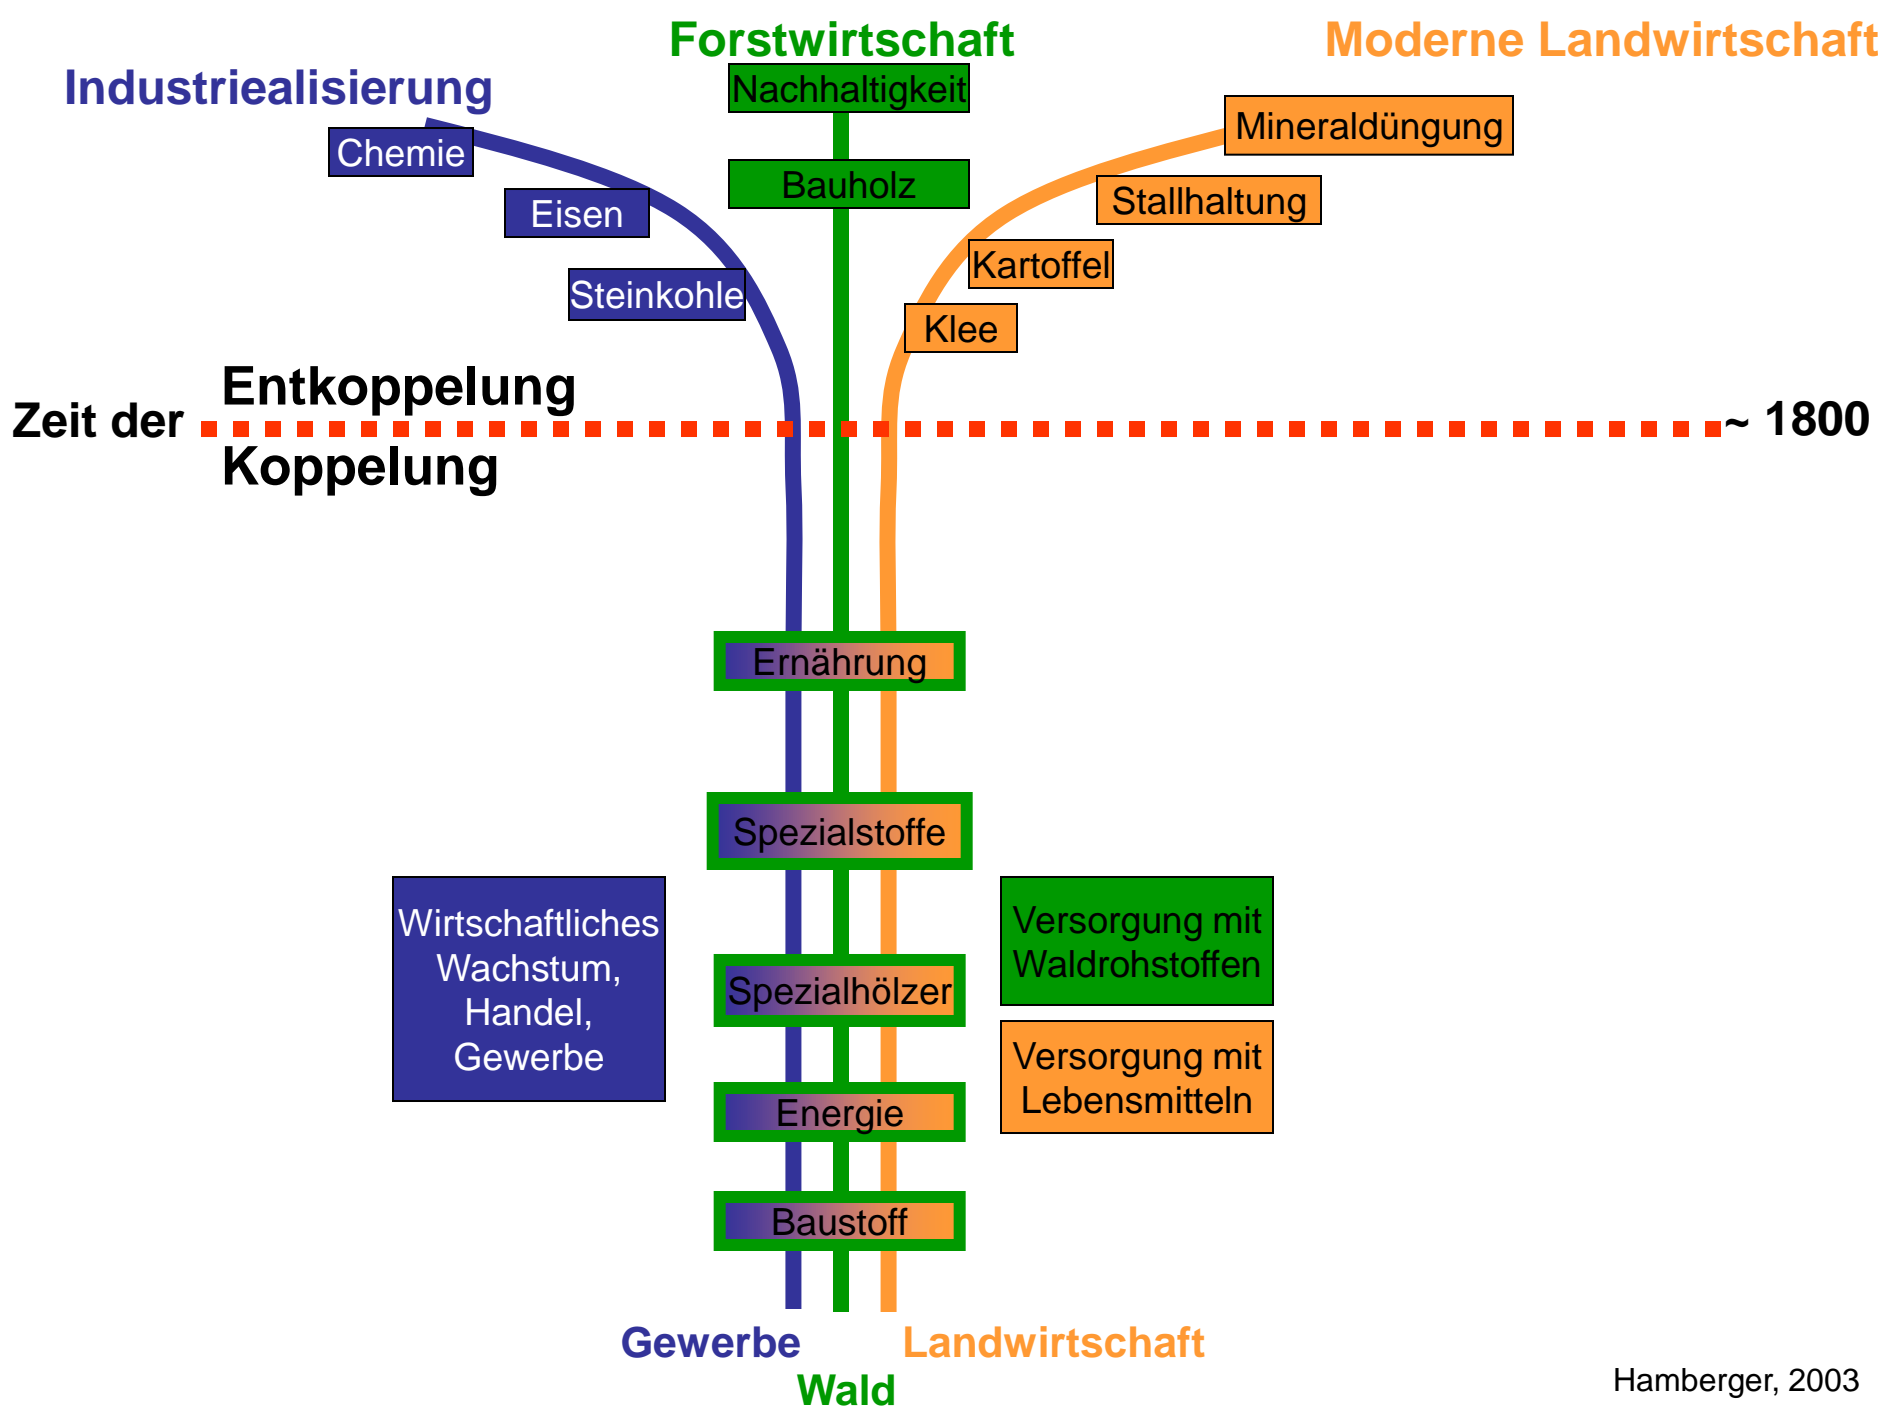 Forstwirtschaft
Moderne Landwirtschaft
Industriealisierung
Nachhaltigkeit
Mineraldüngung
Chemie
Bauholz
Stallhaltung
Eisen
Kartoffel
Steinkohle
Klee
Entkoppelung
Zeit der
~ 1800
Koppelung
Ernährung
Spezialstoffe
Wirtschaftliches
Wachstum,
Handel,
Gewerbe
Versorgung mit
Waldrohstoffen
Spezialhölzer
Versorgung mit
Lebensmitteln
Energie
Baustoff
Gewerbe
Landwirtschaft
Wald
Hamberger, 2003